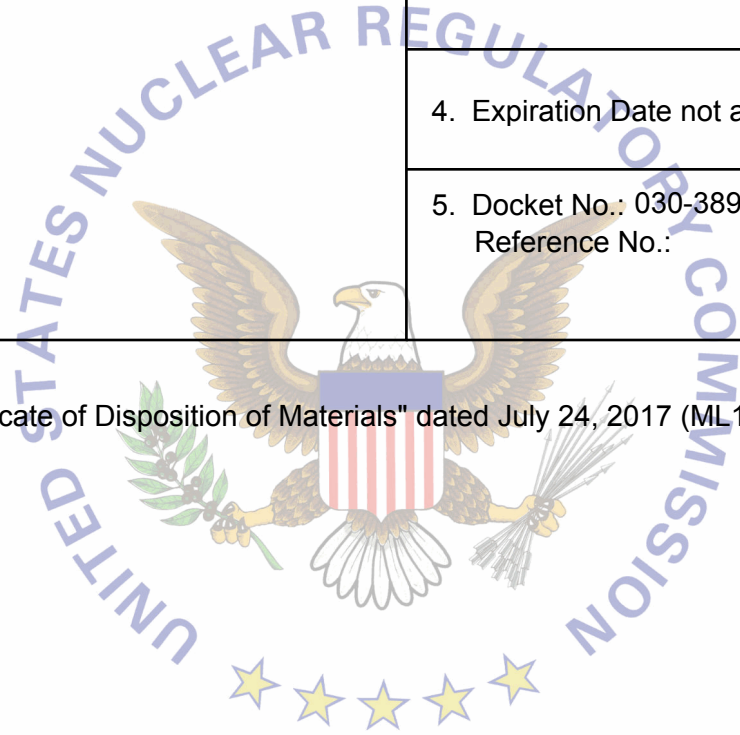 UNITED STATES NUCLEAR REGULATORY COMMISSION
4. Expiration Date not a
5. Docket No.: 030-389
Reference No.:
cate of Disposition of Materials" dated July 24, 2017 (ML1